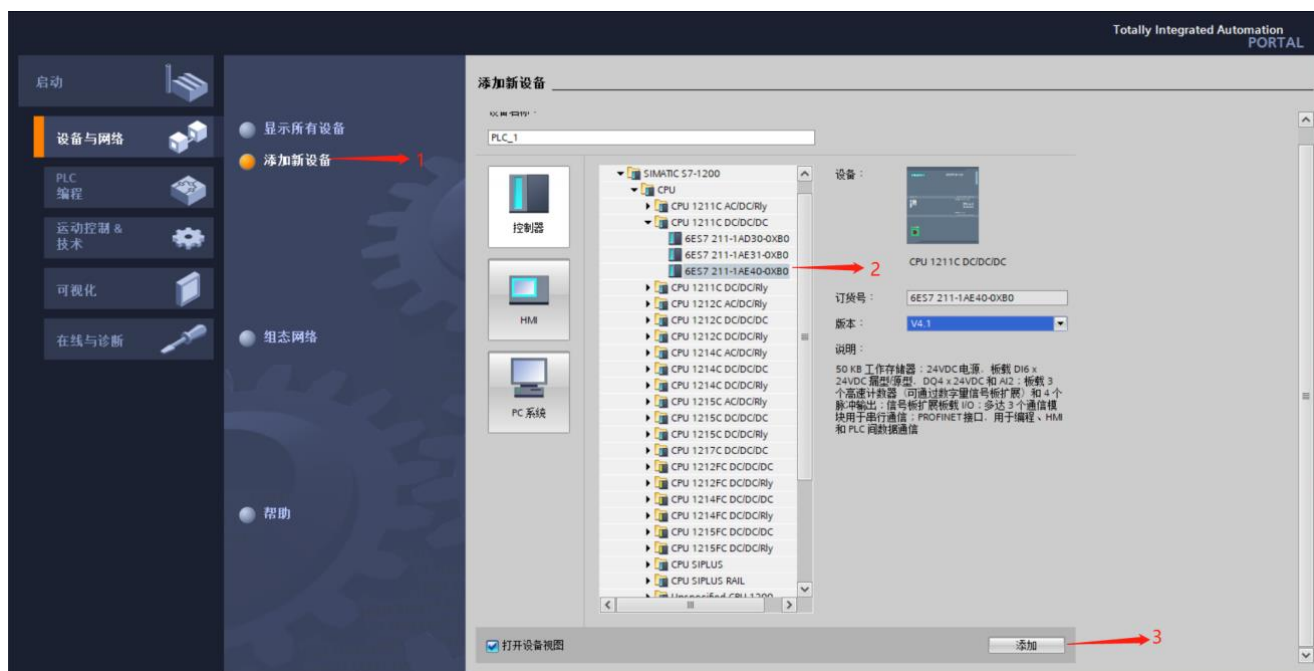 Totally Integrated Automation
PORTAL
启动
设备与网络
PLC
编程
运动控制 &
技术
可视化
在线与诊断
显示所有设备
添加新设备
1
组态网络
帮助
添加新设备
设备名称：
PLC_1
控制器
HMI
PC 系统
SIMATIC S7-1200
CPU
CPU 1211C AC/DC/Rly
CPU 1211C DC/DC/DC
6ES7 211-1AD30-0XB0
6ES7 211-1AE31-0XB0
6ES7 211-1AE40-0XB0
2
CPU 1211C DC/DC/Rly
CPU 1212C AC/DC/Rly
CPU 1212C DC/DC/DC
CPU 1212C DC/DC/Rly
CPU 1214C AC/DC/Rly
CPU 1214C DC/DC/DC
CPU 1214C DC/DC/Rly
CPU 1215C AC/DC/Rly
CPU 1215C DC/DC/DC
CPU 1215C DC/DC/Rly
CPU 1217C DC/DC/DC
CPU 1212FC DC/DC/DC
CPU 1212FC DC/DC/Rly
CPU 1214FC DC/DC/DC
CPU 1214FC DC/DC/Rly
CPU 1215FC DC/DC/DC
CPU 1215FC DC/DC/Rly
CPU SIPLUS
CPU SIPLUS RAIL
Unspecified CPU 1200
设备：
CPU 1211C DC/DC/DC
订货号：
6ES7 211-1AE40-0XB0
版本：
V4.1
说明：
50 KB 工作存储器；24VDC 电源，板载 DI6 x
24VDC 漏型/源型，DQ4 x 24VDC 和 AI2；板载 3
个高速计数器（可通过数字量信号板扩展）和 4 个
脉冲输出；信号板扩展板载 I/O；多达 3 个通信模
块用于串行通信；PROFINET 接口，用于编程、HMI
和 PLC 间数据通信
打开设备视图
添加
3